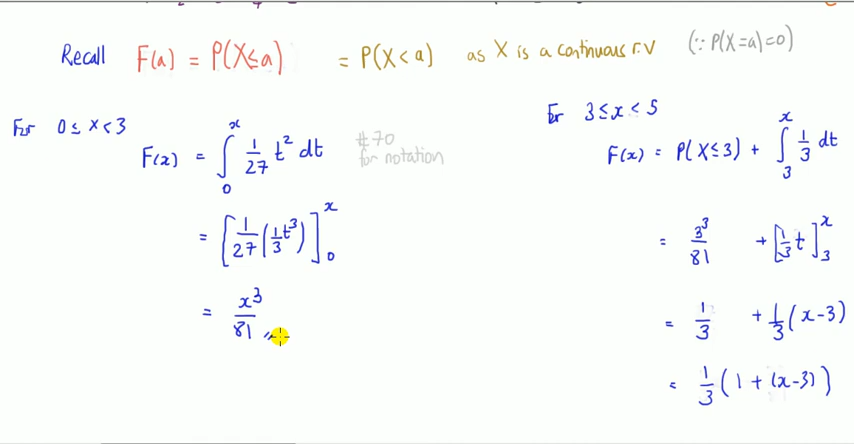 Recall F(a) = P(X≤a) = P(X<a) as X is a continuous r.v (∵ P(X=a)=0)
For 0 ≤ x < 3
F(x) = ∫₀ˣ 1/27 t² dt #70 for notation
= [1/27 (1/3 t³)]₀ˣ
= x³/81 //
For 3 ≤ x < 5
F(x) = P(X≤3) + ∫₃ˣ 1/3 dt
= 3³/81 + [1/3 t]₃ˣ
= 1/3 + 1/3 (x-3)
= 1/3 (1 + (x-3))